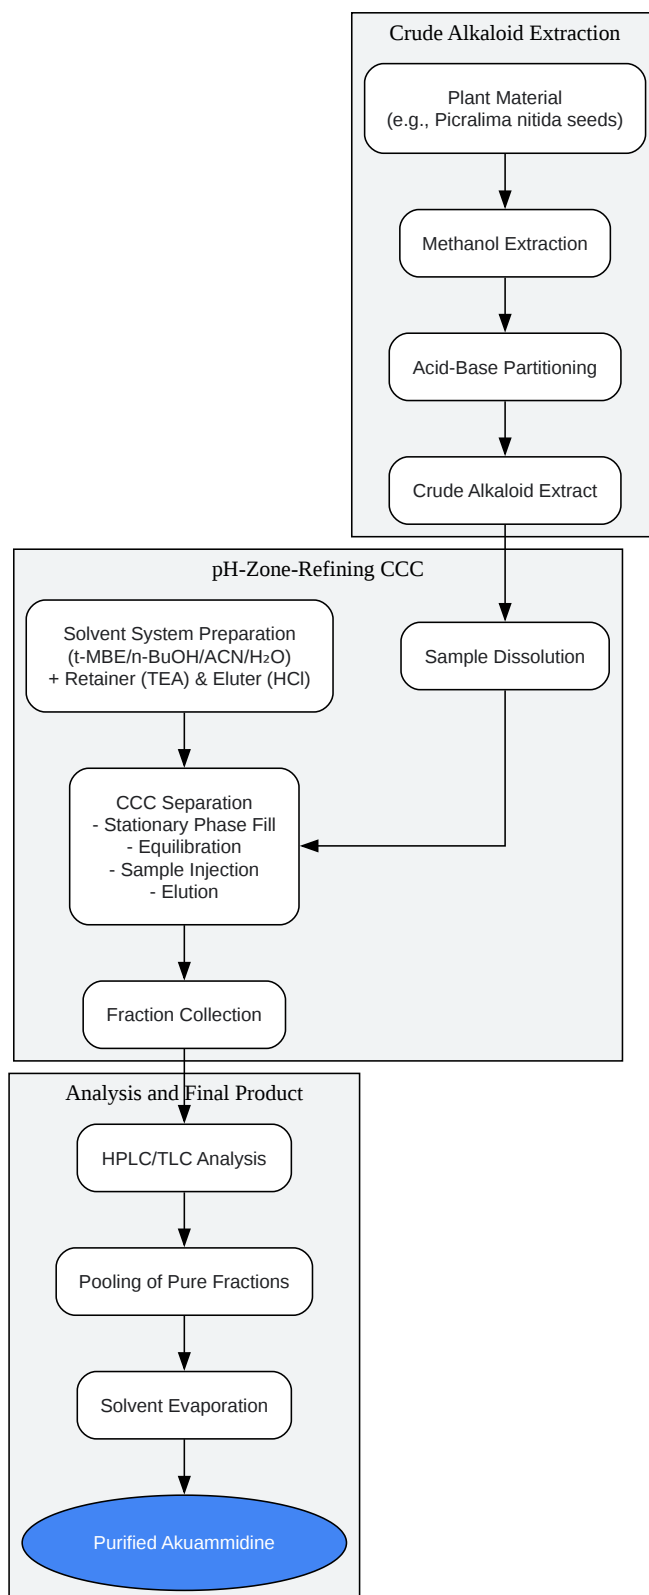 Crude Alkaloid Extraction
Plant Material
(e.g., Picralima nitida seeds)
Methanol Extraction
Acid-Base Partitioning
Crude Alkaloid Extract
pH-Zone-Refining CCC
Solvent System Preparation
(t-MBE/n-BuOH/ACN/H₂O)
+ Retainer (TEA) & Eluter (HCl)
Sample Dissolution
CCC Separation
- Stationary Phase Fill
- Equilibration
- Sample Injection
- Elution
Fraction Collection
Analysis and Final Product
HPLC/TLC Analysis
Pooling of Pure Fractions
Solvent Evaporation
Purified Akuammidine